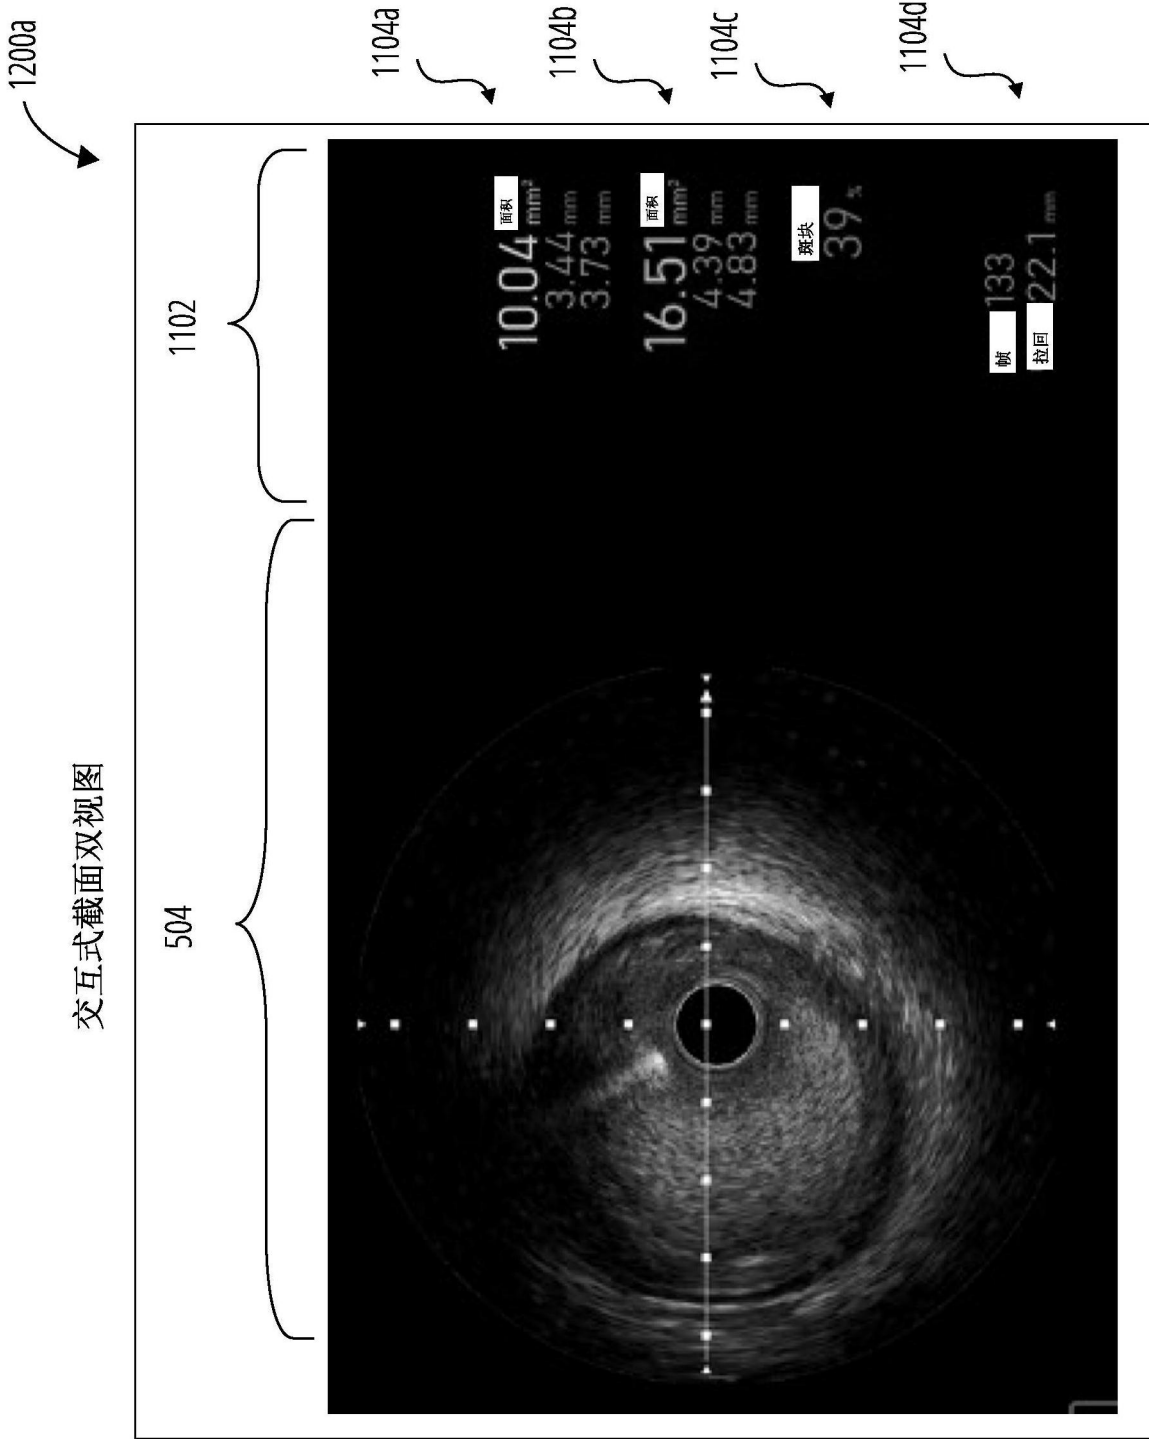 交互式截面双视图
1200a
504
1102
1104a
10.04 mm² 面积
3.44 mm
3.73 mm
1104b
16.51 mm² 面积
4.39 mm
4.83 mm
1104c
斑块
39 %
1104d
帧 133
拉回 22.1 mm